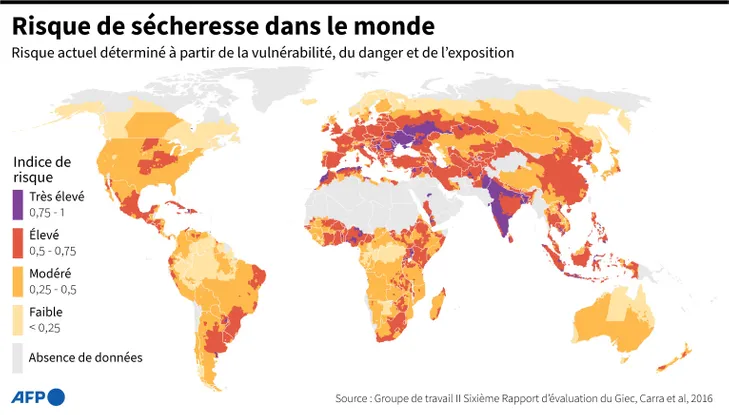 Risque de sécheresse dans le monde
Risque actuel déterminé à partir de la vulnérabilité, du danger et de l'exposition
Indice de
risque
Très élevé
0,75 - 1
Élevé
0,5 - 0,75
Modéré
0,25 - 0,5
Faible
< 0,25
Absence de données
AFP
Source : Groupe de travail II Sixième Rapport d'évaluation du Giec, Carra et al, 2016